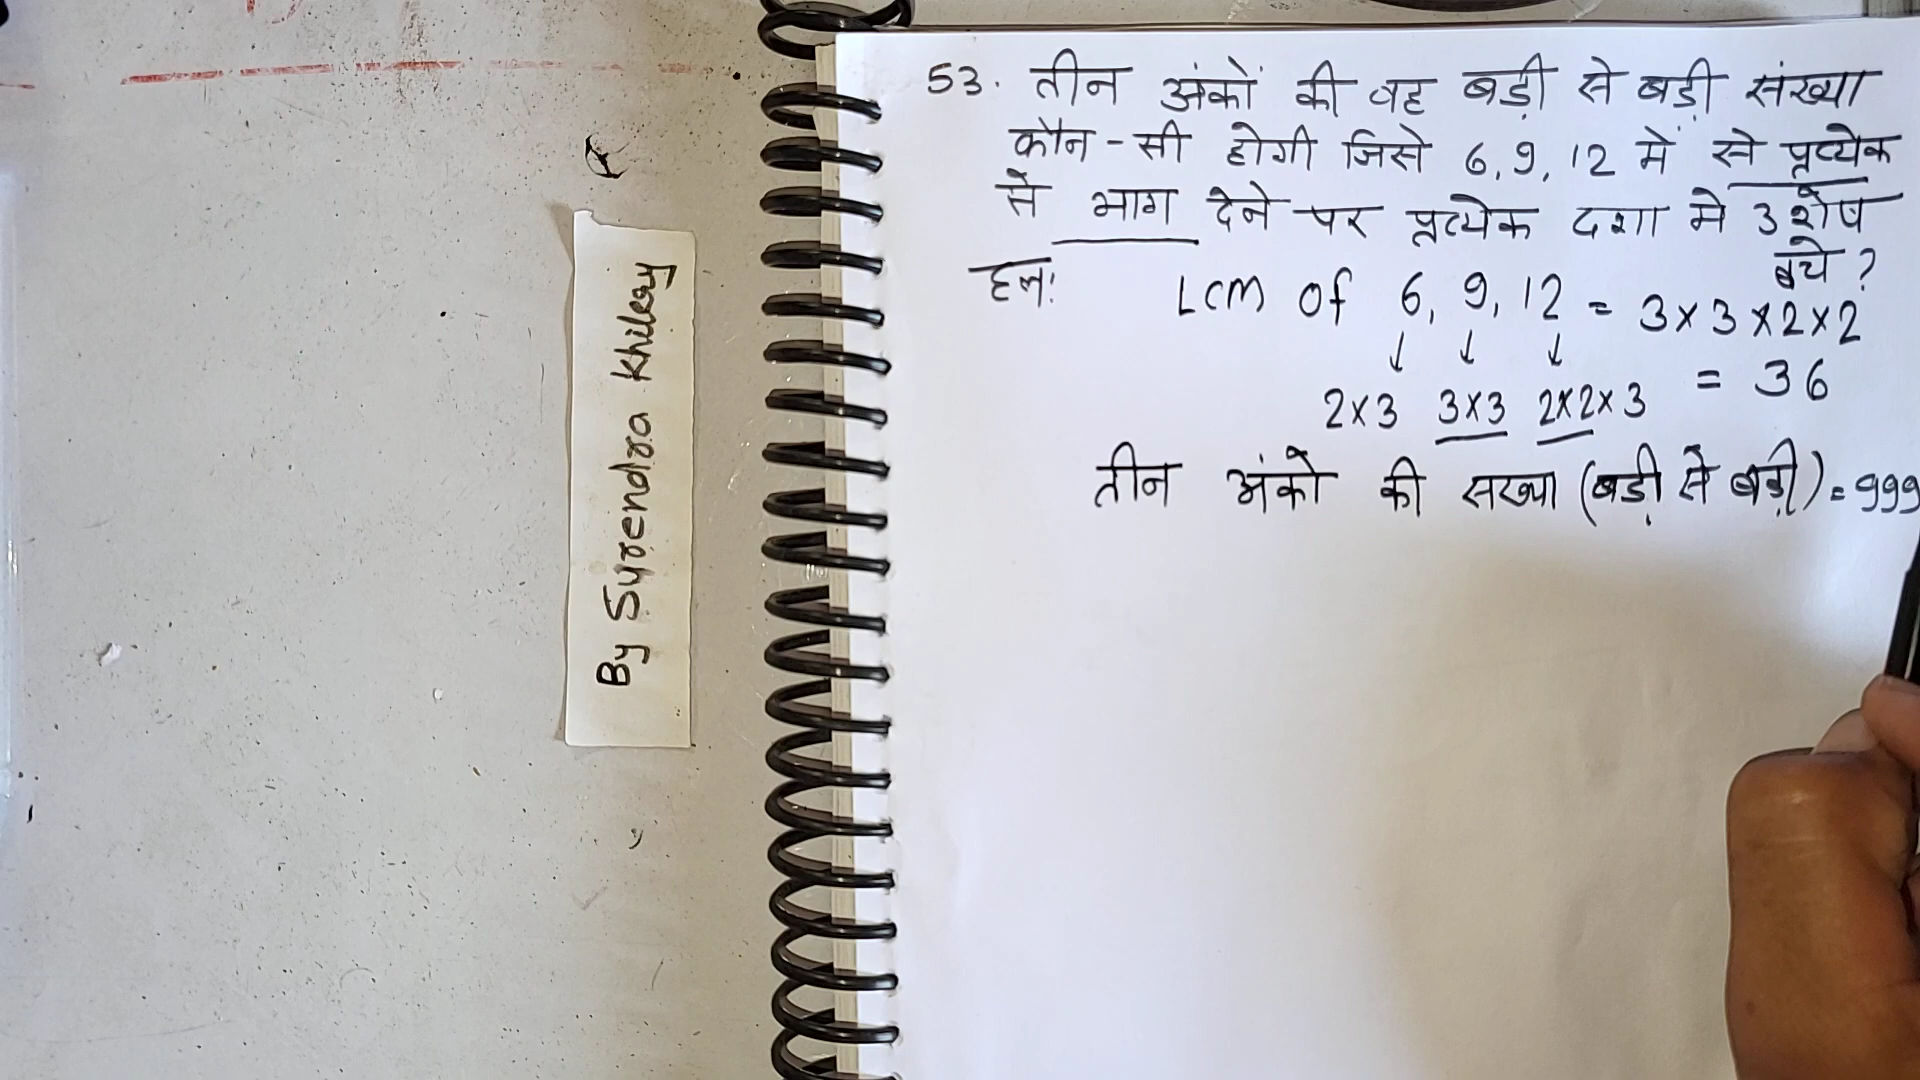 By Surendra Khilery
53. तीन अंकों की वह बड़ी से बड़ी संख्या
कौन-सी होगी जिसे 6, 9, 12 में से प्रत्येक
से भाग देने पर प्रत्येक दशा मे 3 शेष
बचे ?
हल: LCM Of 6, 9, 12 = 3 × 3 × 2 × 2
↓ ↓ ↓
= 36
2×3 3×3 2×2×3
तीन अंको की सख्या (बड़ी से बड़ी) = 999